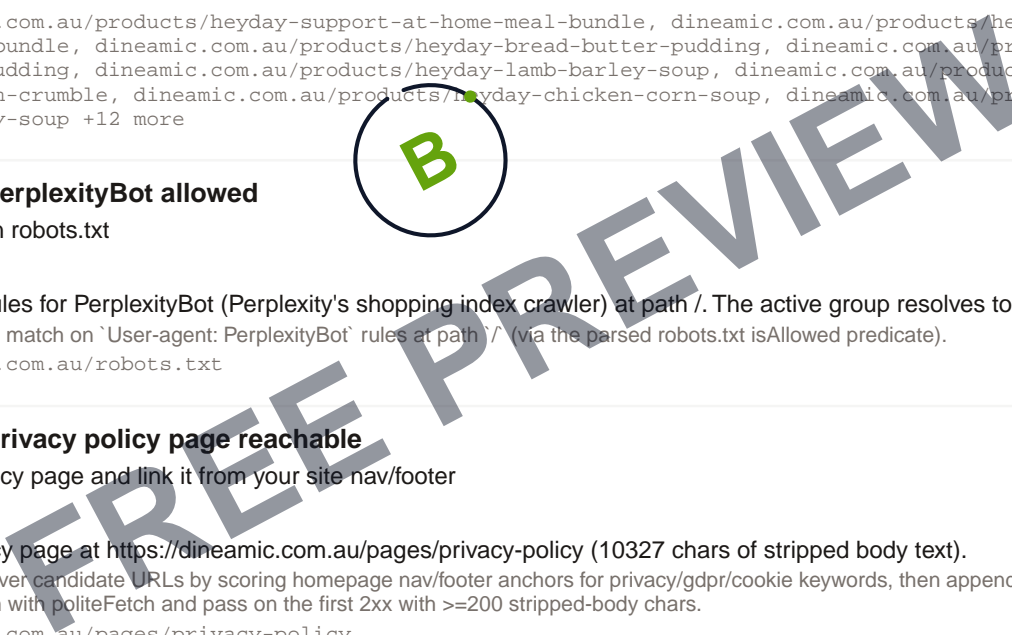 .com.au/products/heyday-support-at-home-meal-bundle, dineamic.com.au/products/he
bundle, dineamic.com.au/products/heyday-bread-butter-pudding, dineamic.com.au/pr
udding, dineamic.com.au/products/heyday-lamb-barley-soup, dineamic.com.au/produc
n-crumble, dineamic.com.au/products/heyday-chicken-corn-soup, dineamic.com.au/pr
y-soup +12 more
B
erplexityBot allowed
n robots.txt
ules for PerplexityBot (Perplexity's shopping index crawler) at path /. The active group resolves to
match on `User-agent: PerplexityBot` rules at path `/` (via the parsed robots.txt isAllowed predicate).
.com.au/robots.txt
rivacy policy page reachable
cy page and link it from your site nav/footer
cy page at https://dineamic.com.au/pages/privacy-policy (10327 chars of stripped body text).
ver candidate URLs by scoring homepage nav/footer anchors for privacy/gdpr/cookie keywords, then append
h with politeFetch and pass on the first 2xx with >=200 stripped-body chars.
.com.au/pages/privacy-policy
FREE PREVIEW